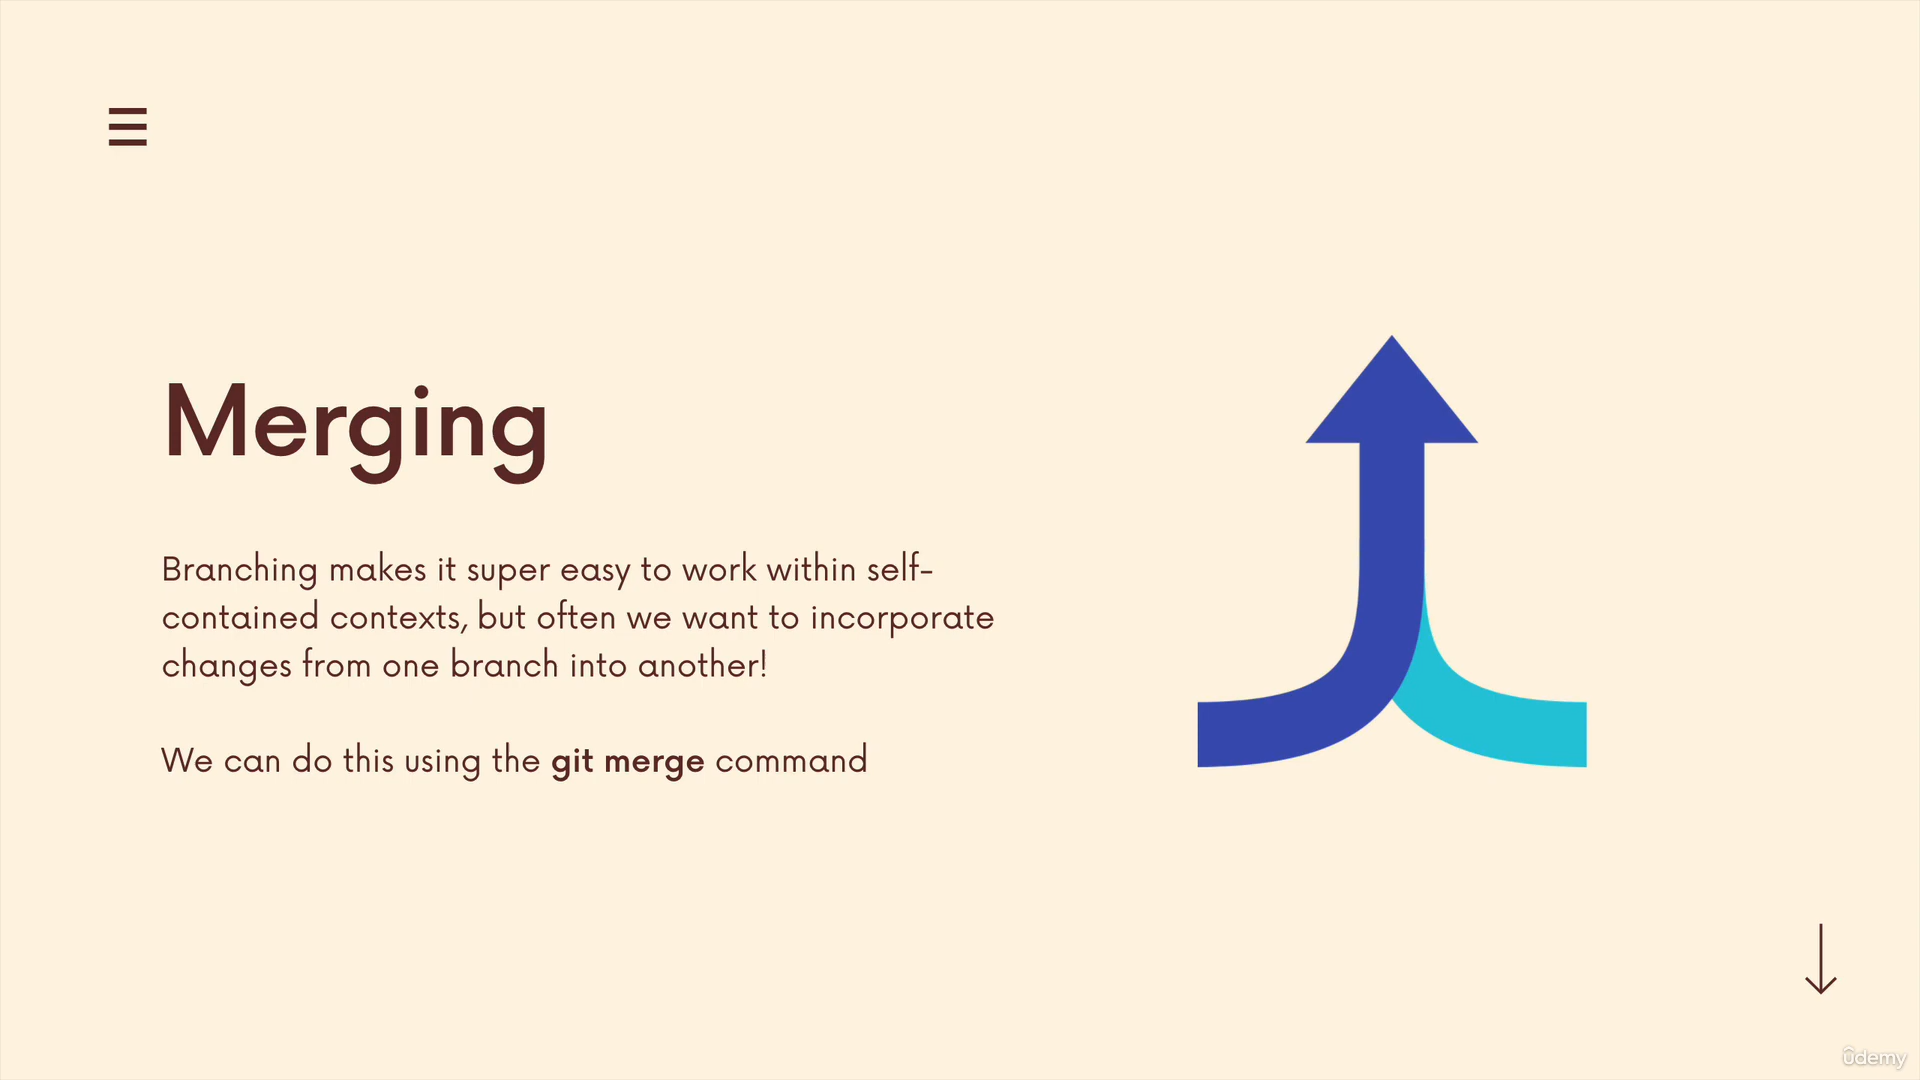 Merging
Branching makes it super easy to work within self-
contained contexts, but often we want to incorporate
changes from one branch into another!
We can do this using the git merge command
ûdemy